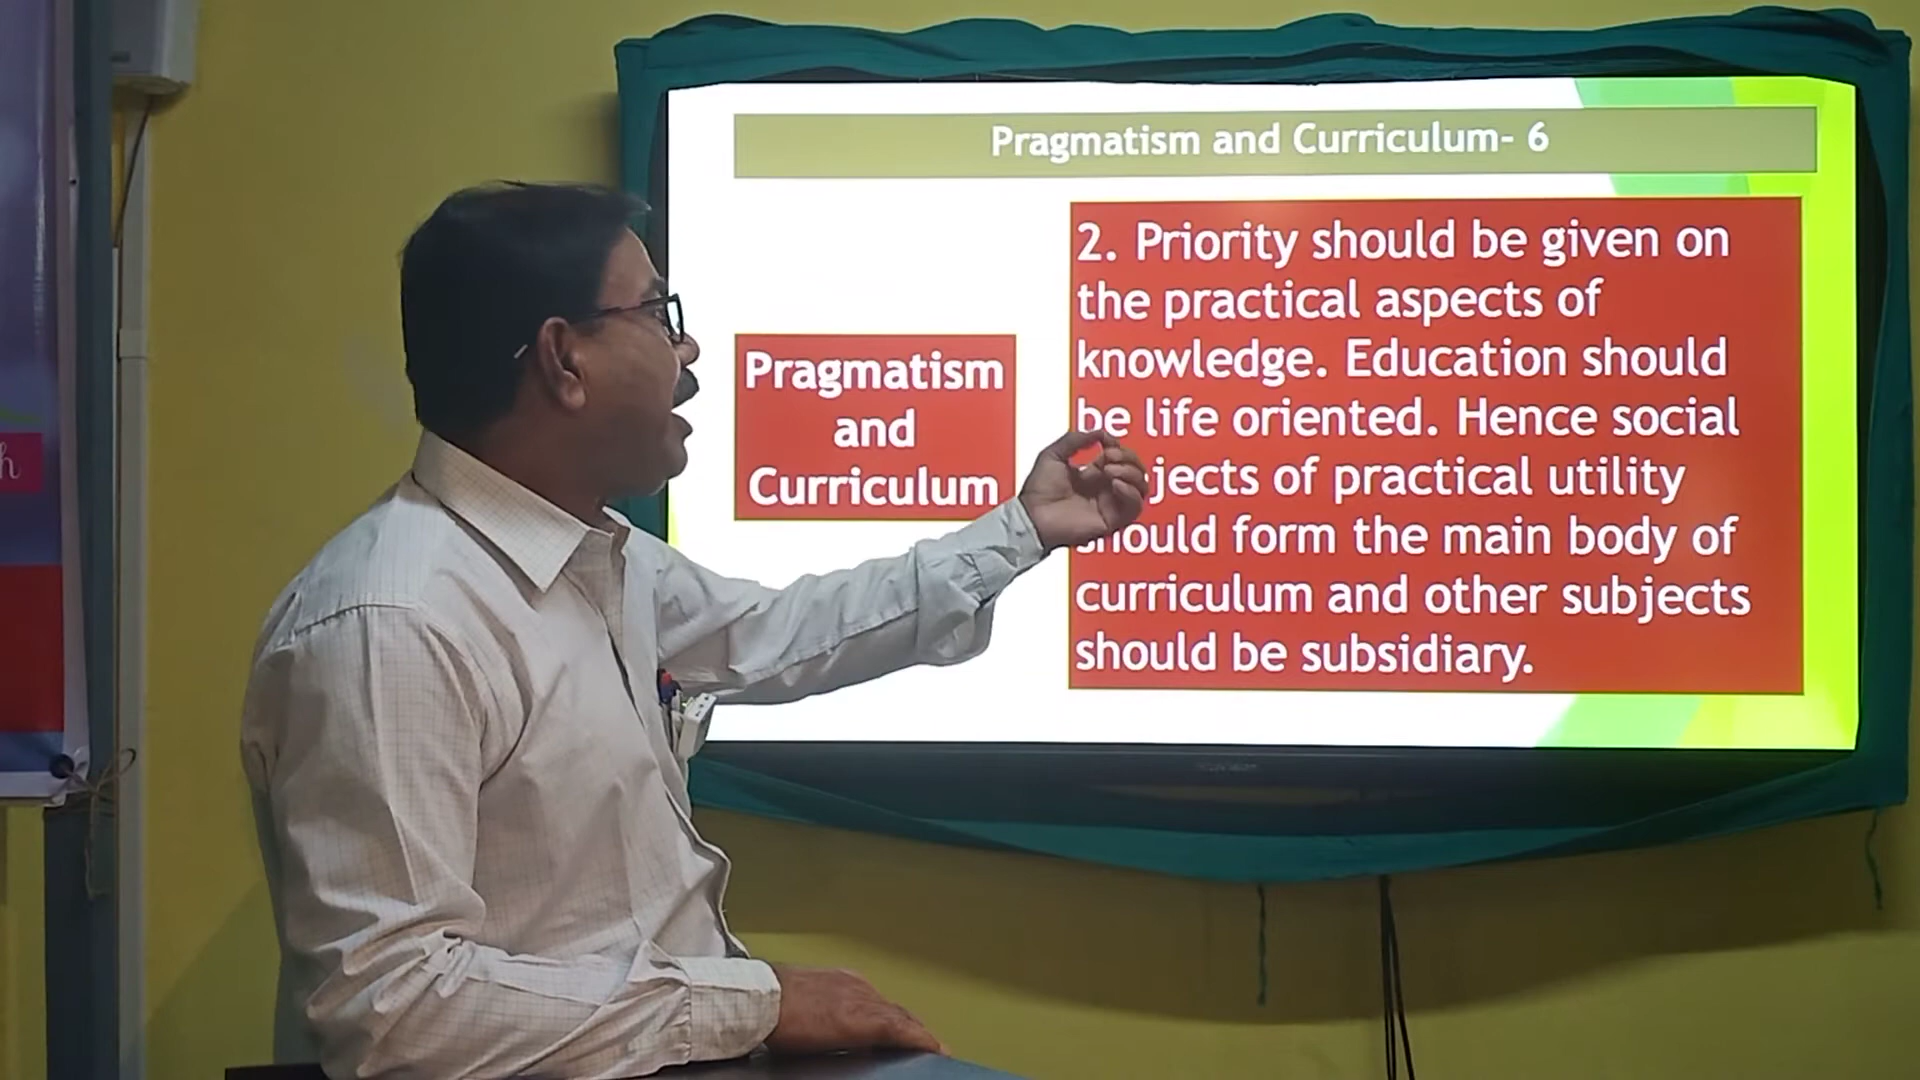 Pragmatism and Curriculum- 6
Pragmatism
and
Curriculum
2. Priority should be given on
the practical aspects of
knowledge. Education should
be life oriented. Hence social
of practical utility
should form the main body of
curriculum and other subjects
should be subsidiary.